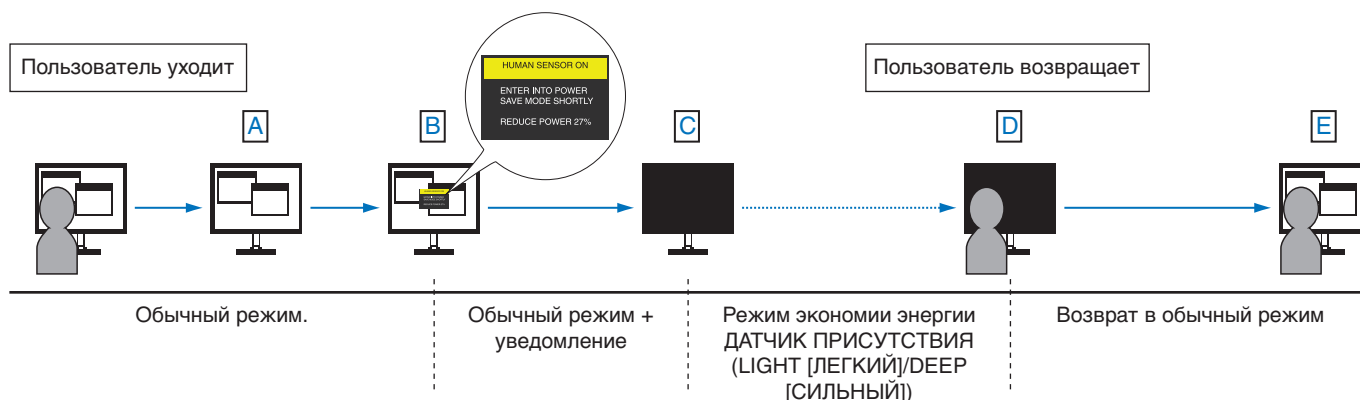 Пользователь уходит
HUMAN SENSOR ON
ENTER INTO POWER
SAVE MODE SHORTLY
REDUCE POWER 27%
Пользователь возвращает
A
B
C
D
E
Обычный режим.
Обычный режим +
уведомление
Режим экономии энергии
ДАТЧИК ПРИСУТСТВИЯ
(LIGHT [ЛЕГКИЙ]/DEEP
[СИЛЬНЫЙ])
Возврат в обычный режим